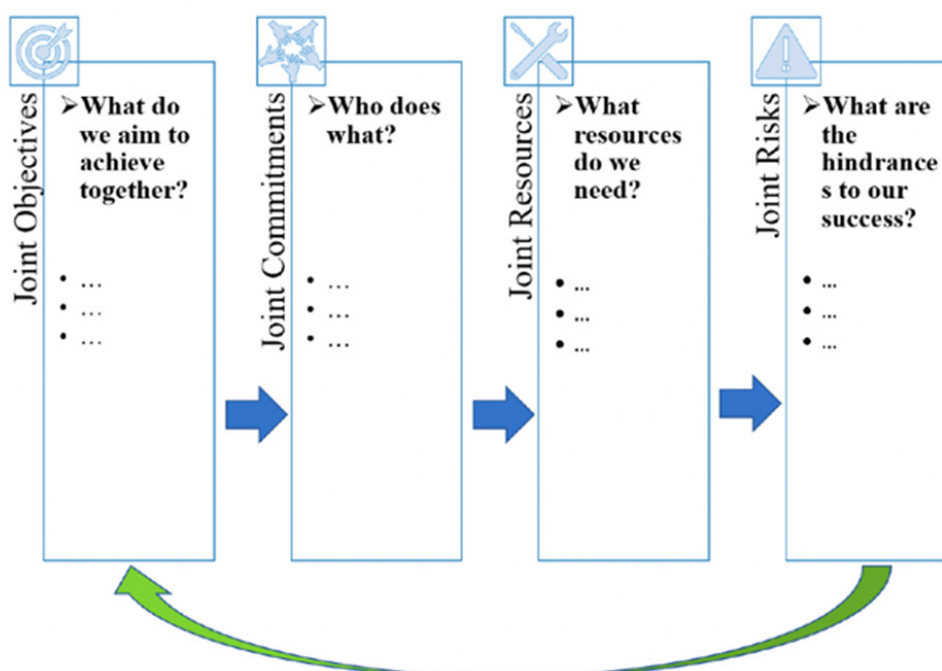 Joint Objectives
➢What do
we aim to
achieve
together?
• …
• …
• …
Joint Commitments
➢Who does
what?
• …
• …
• …
Joint Resources
➢What
resources
do we
need?
• ...
• ...
• ...
Joint Risks
➢What are
the
hindrance
s to our
success?
• ...
• ...
• ...